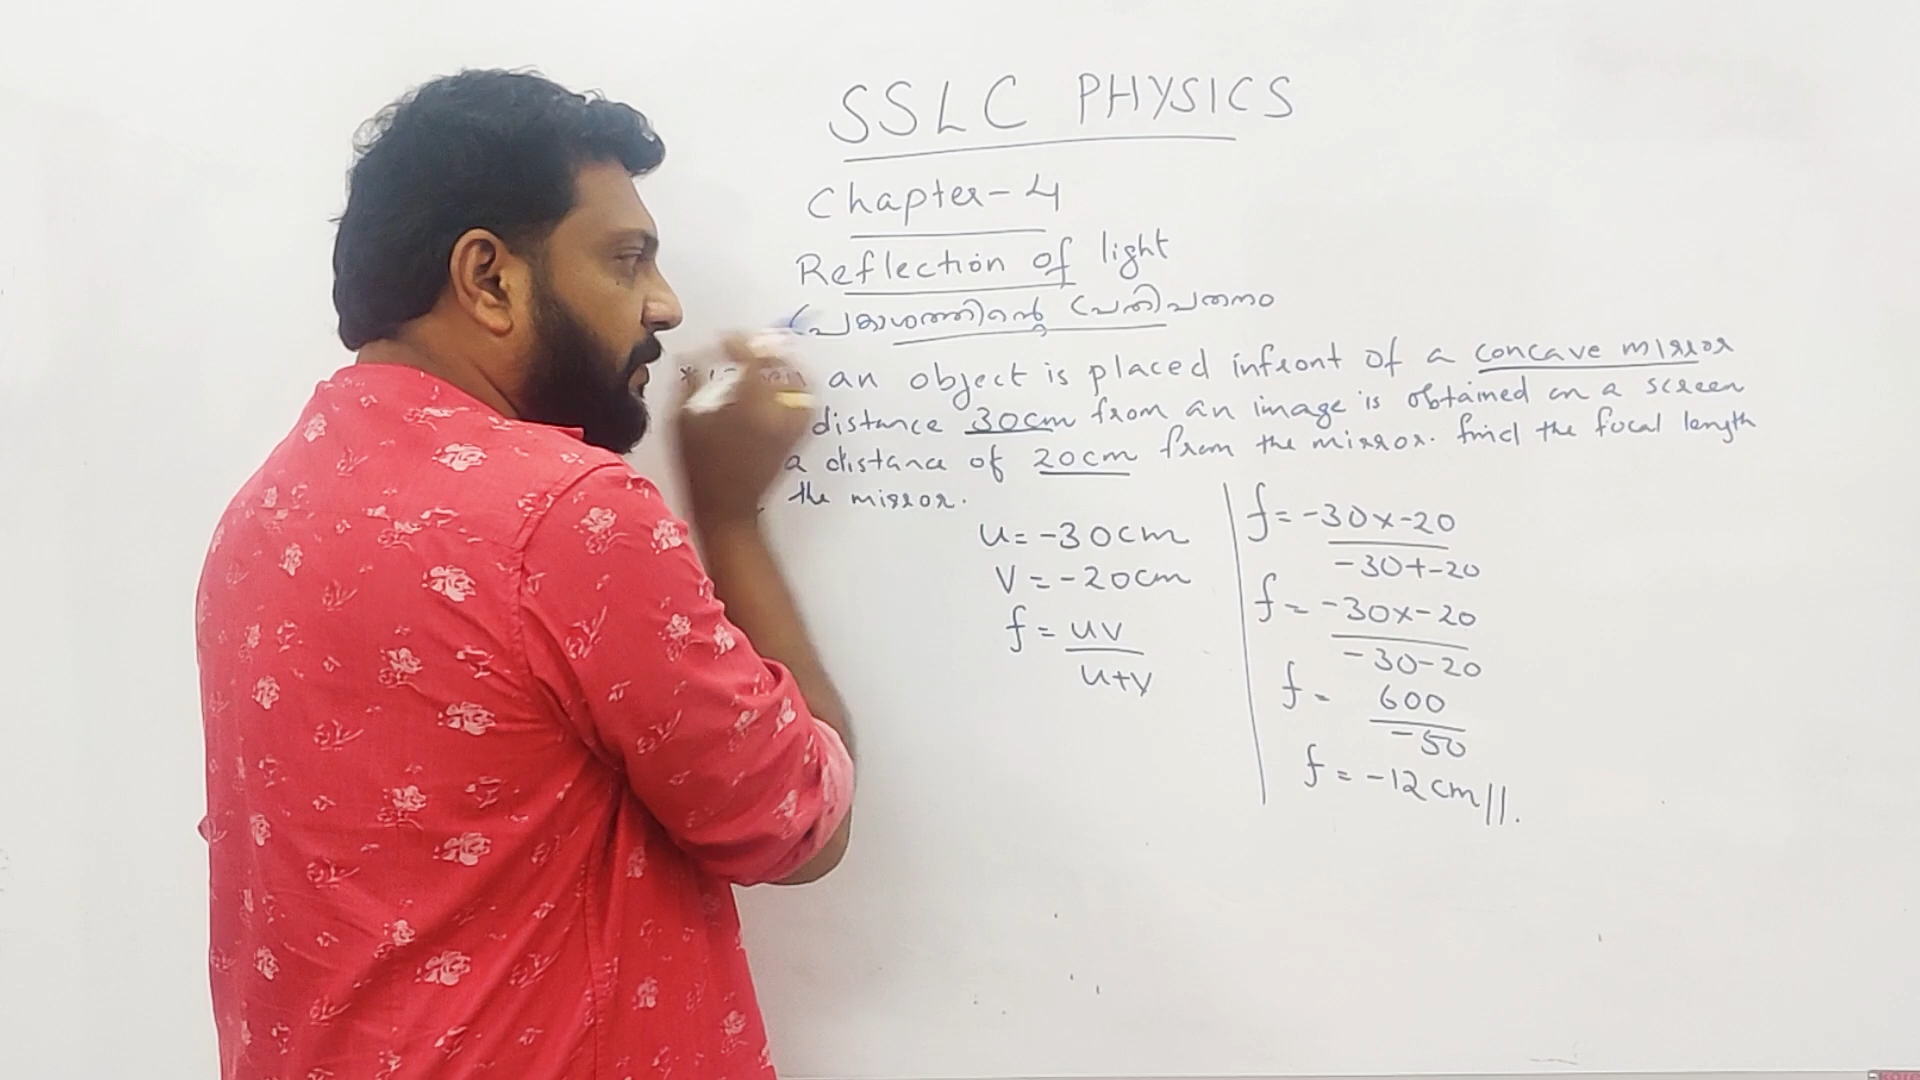 SSLC PHYSICS
Chapter-4
Reflection of light
പ്രകാശത്തിന്റെ പ്രതിപതനം
an object is placed infront of a concave mirror
distance 30cm from an image is obtained on a screen
a distance of 20cm from the mirror. find the focal length
the mirror.
u=-30cm
v=-20cm
f=uv
u+v
f=-30x-20
-30+-20
f=-30x-20
-30-20
f= 600
-50
f=-12cm//.